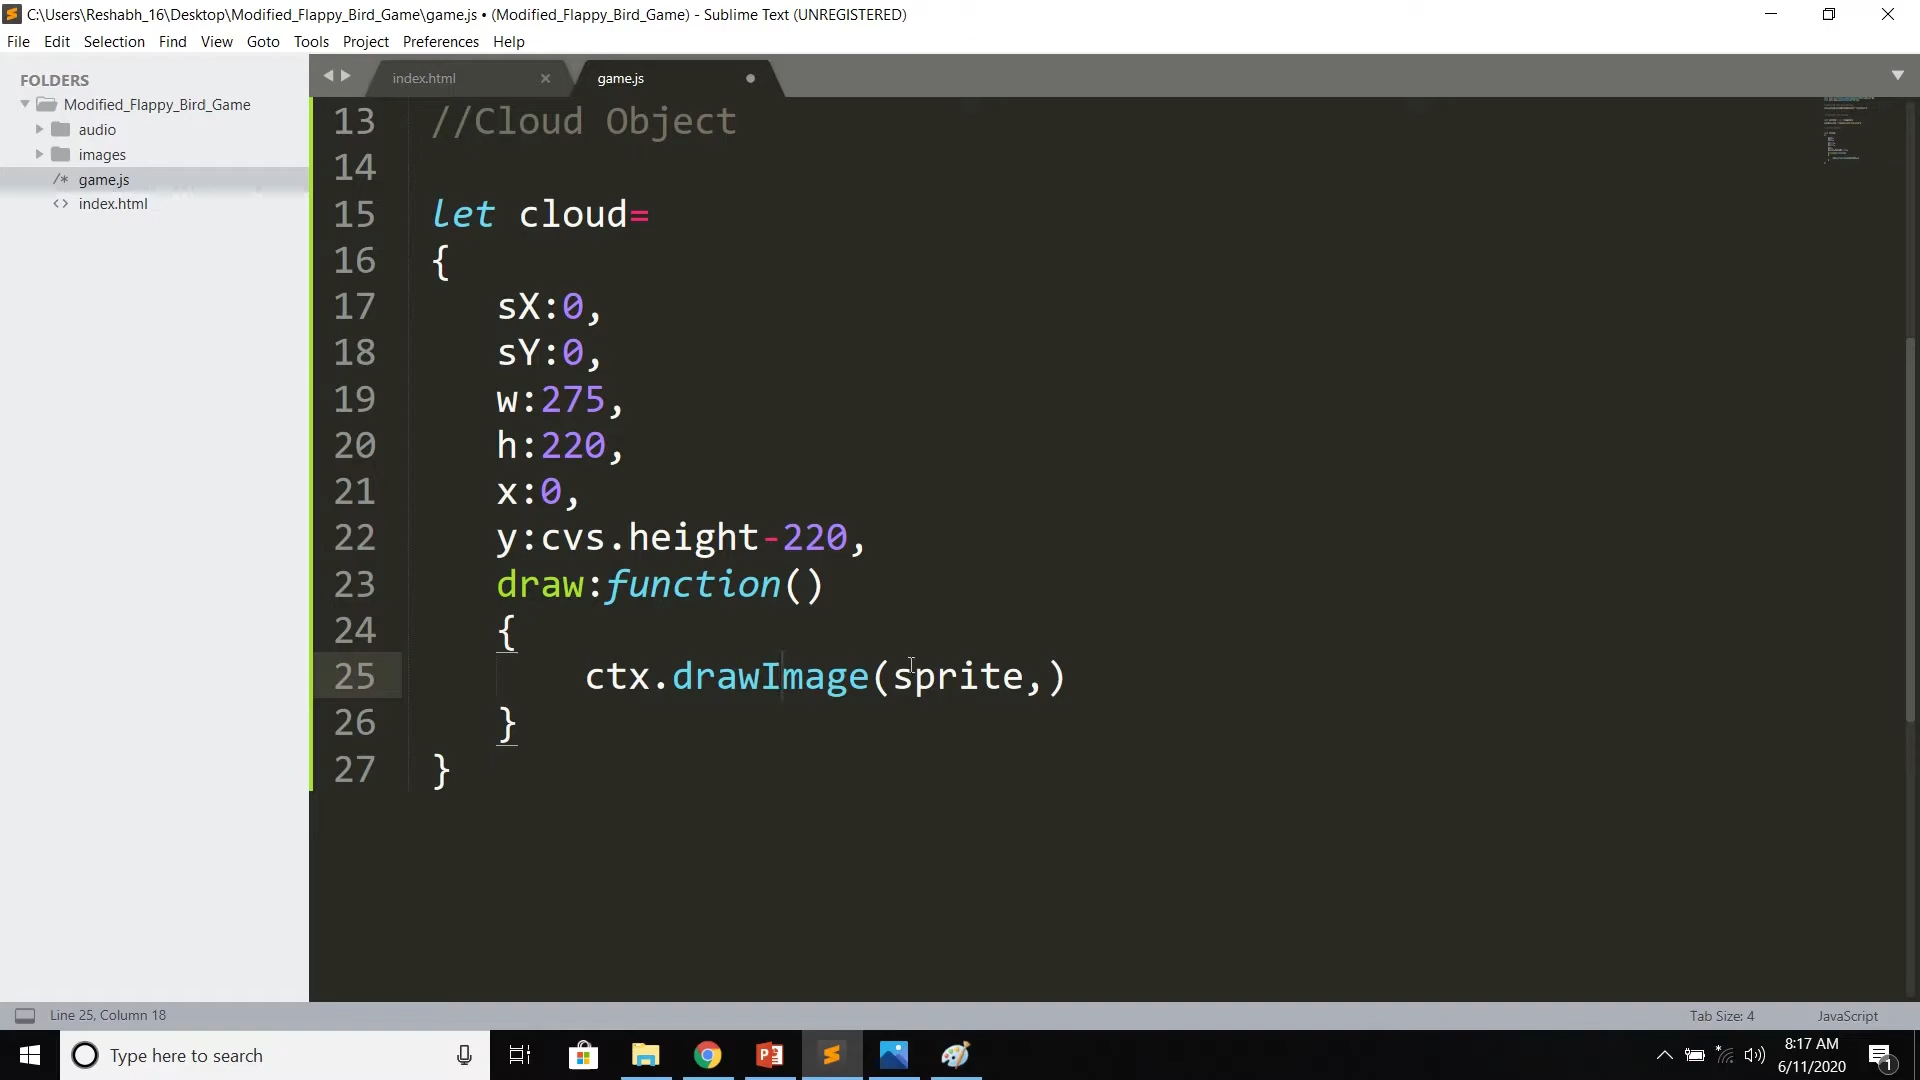 C:\Users\Reshabh_16\Desktop\Modified_Flappy_Bird_Game\game.js • (Modified_Flappy_Bird_Game) - Sublime Text (UNREGISTERED)
File Edit Selection Find View Goto Tools Project Preferences Help
FOLDERS
Modified_Flappy_Bird_Game
audio
images
/* game.js
<> index.html
index.html
game.js
13 //Cloud Object
14
15 let cloud=
16 {
17 sX:0,
18 sY:0,
19 w:275,
20 h:220,
21 x:0,
22 y:cvs.height-220,
23 draw:function()
24 {
25 ctx.drawImage(sprite,)
26 }
27 }
Line 25, Column 18
Tab Size: 4
JavaScript
Type here to search
8:17 AM
6/11/2020
1